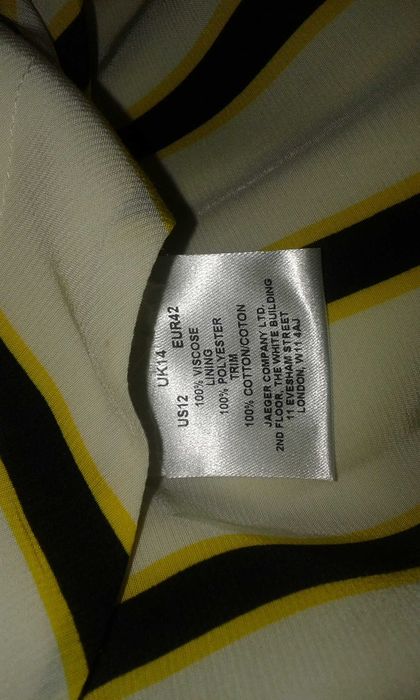 UK14
US12 EUR42
100% VISCOSE
LINING
100% POLYESTER
TRIM
100% COTTON/COTON
JAEGER COMPANY LTD.
2ND FLOOR, THE WHITE BUILDING
11 EVESHAM STREET
LONDON, W11 4AJ